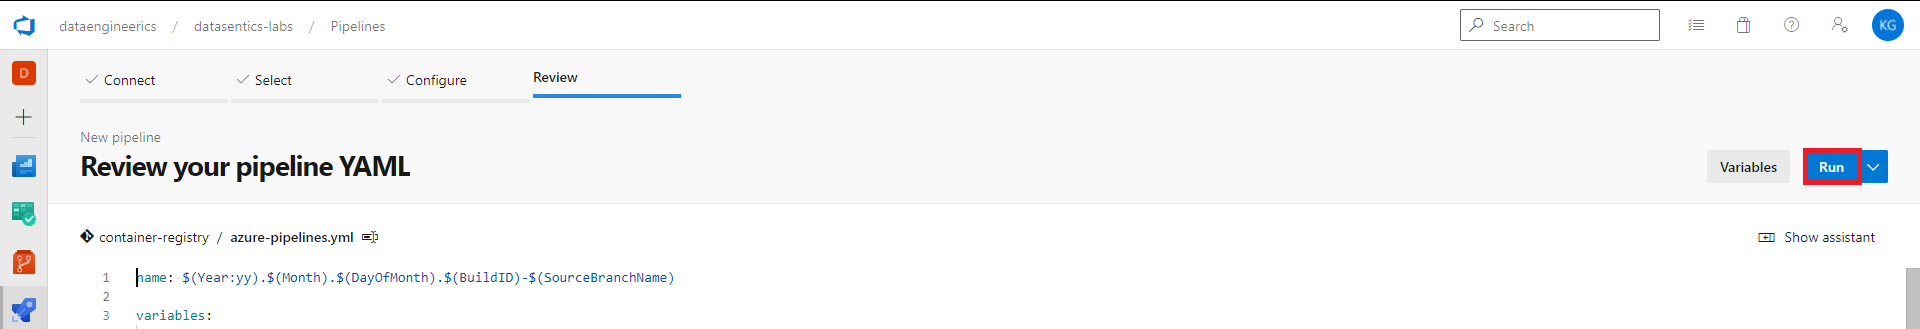 dataengineerics / datasentics-labs / Pipelines
Search
KG
D
Connect
Select
Configure
Review
New pipeline
Review your pipeline YAML
Variables
Run
container-registry / azure-pipelines.yml
Show assistant
1 name: $(Year:yy).$(Month).$(DayOfMonth).$(BuildID)-$(SourceBranchName)
2
3 variables: